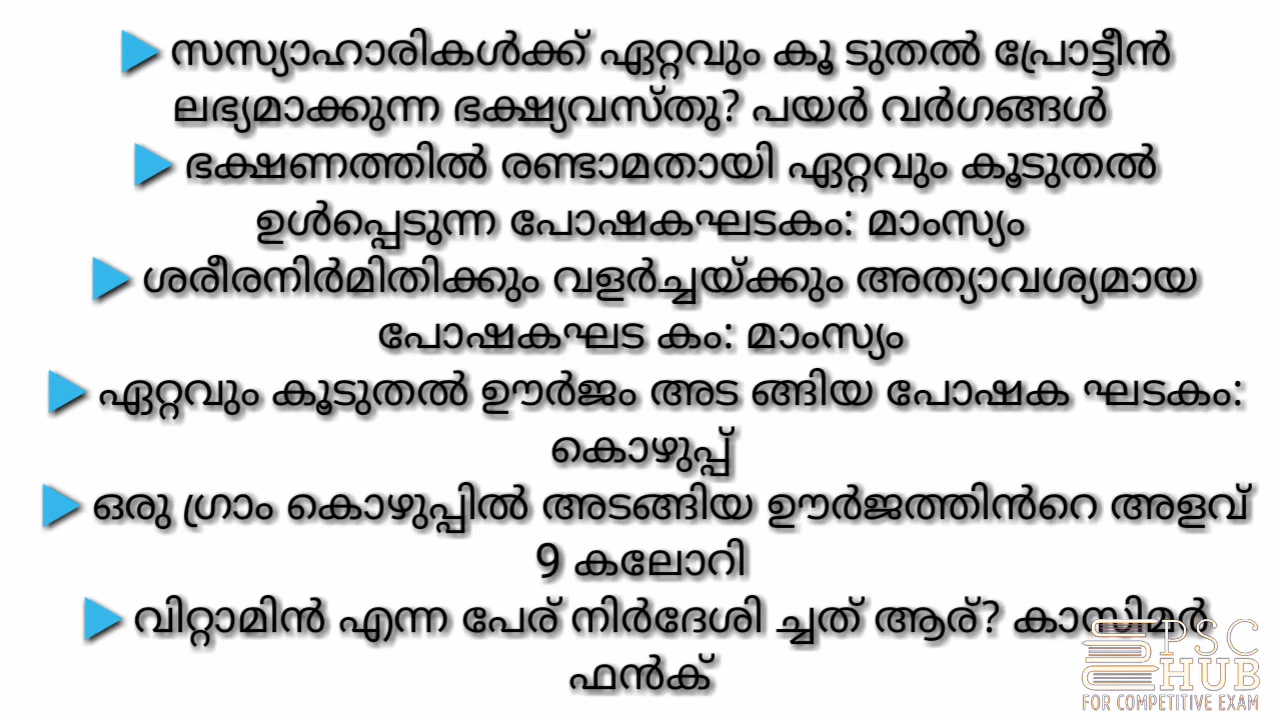 സസ്യാഹാരികൾക്ക് ഏറ്റവും കൂ ടുതൽ പ്രോട്ടീൻ
ലഭ്യമാക്കുന്ന ഭക്ഷ്യവസ്തു? പയർ വർഗങ്ങൾ
ഭക്ഷണത്തിൽ രണ്ടാമതായി ഏറ്റവും കൂടുതൽ
ഉൾപ്പെടുന്ന പോഷകഘടകം: മാംസ്യം
ശരീരനിർമിതിക്കും വളർച്ചയ്ക്കും അത്യാവശ്യമായ
പോഷകഘട കം: മാംസ്യം
ഏറ്റവും കൂടുതൽ ഊർജം അട ങ്ങിയ പോഷക ഘടകം:
കൊഴുപ്പ്
ഒരു ഗ്രാം കൊഴുപ്പിൽ അടങ്ങിയ ഊർജത്തിൻറെ അളവ്
9 കലോറി
വിറ്റാമിൻ എന്ന പേര് നിർദേശി ച്ചത് ആര്? കാസിമർ
ഫൻക്
PSC
HUB
FOR COMPETITIVE EXAM